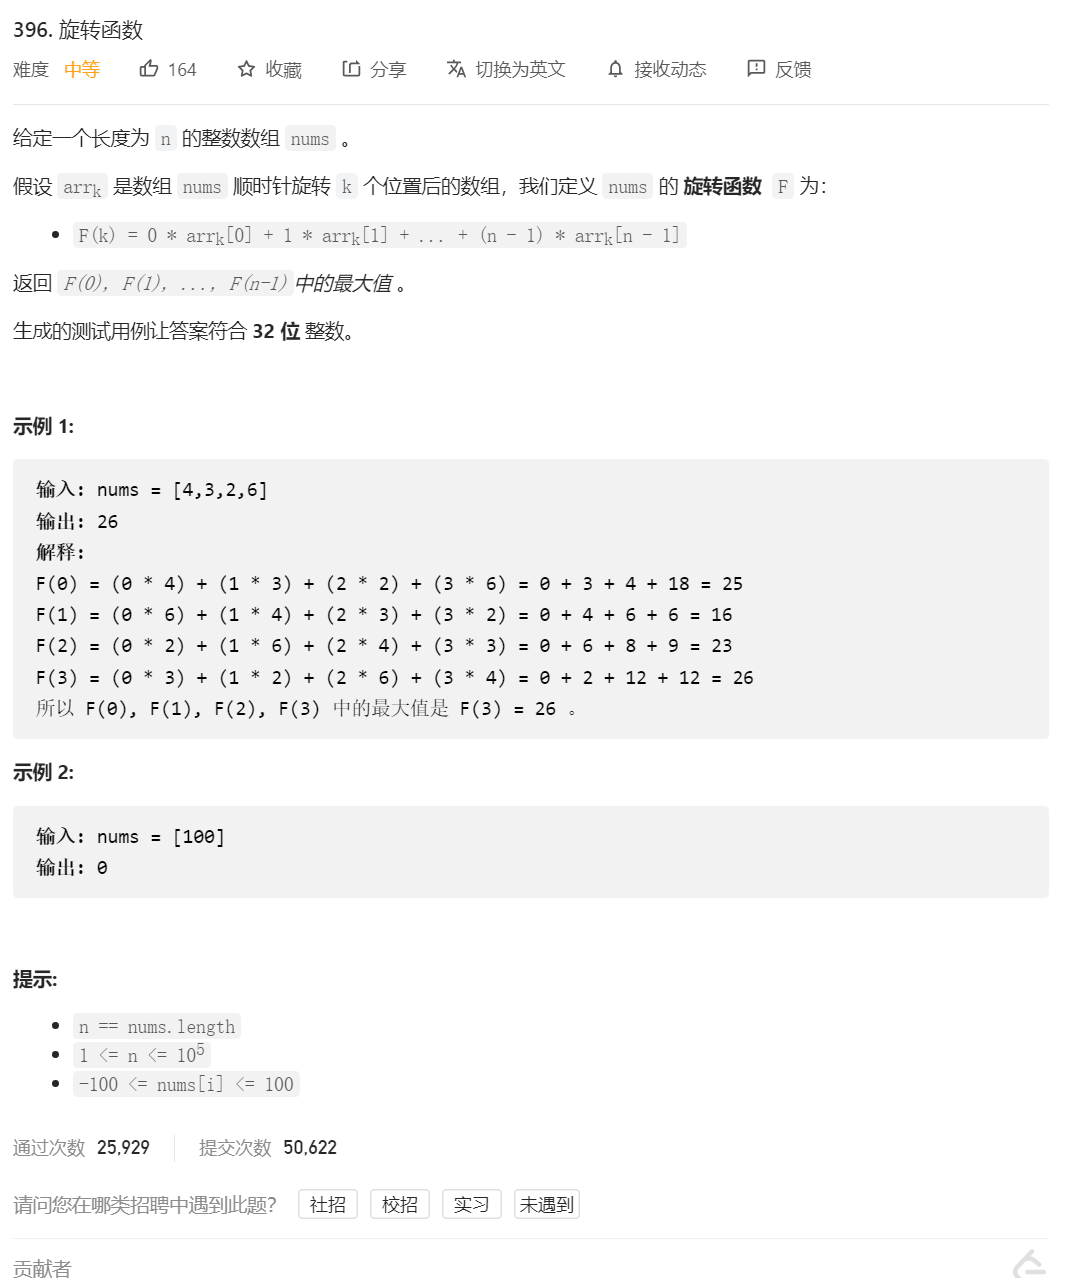 396. 旋转函数
难度 中等 164 收藏 分享 切换为英文 接收动态 反馈
给定一个长度为 n 的整数数组 nums 。
假设 arrk 是数组 nums 顺时针旋转 k 个位置后的数组，我们定义 nums 的 旋转函数 F 为：
• F(k) = 0 * arrk[0] + 1 * arrk[1] + ... + (n - 1) * arrk[n - 1]
返回 F(0), F(1), ..., F(n-1) 中的最大值 。
生成的测试用例让答案符合 32 位 整数。
示例 1:
输入: nums = [4,3,2,6]
输出: 26
解释:
F(0) = (0 * 4) + (1 * 3) + (2 * 2) + (3 * 6) = 0 + 3 + 4 + 18 = 25
F(1) = (0 * 6) + (1 * 4) + (2 * 3) + (3 * 2) = 0 + 4 + 6 + 6 = 16
F(2) = (0 * 2) + (1 * 6) + (2 * 4) + (3 * 3) = 0 + 6 + 8 + 9 = 23
F(3) = (0 * 3) + (1 * 2) + (2 * 6) + (3 * 4) = 0 + 2 + 12 + 12 = 26
所以 F(0), F(1), F(2), F(3) 中的最大值是 F(3) = 26 。
示例 2:
输入: nums = [100]
输出: 0
提示:
• n == nums.length
• 1 <= n <= 10^5
• -100 <= nums[i] <= 100
通过次数 25,929 提交次数 50,622
请问您在哪类招聘中遇到此题？ 社招 校招 实习 未遇到
贡献者